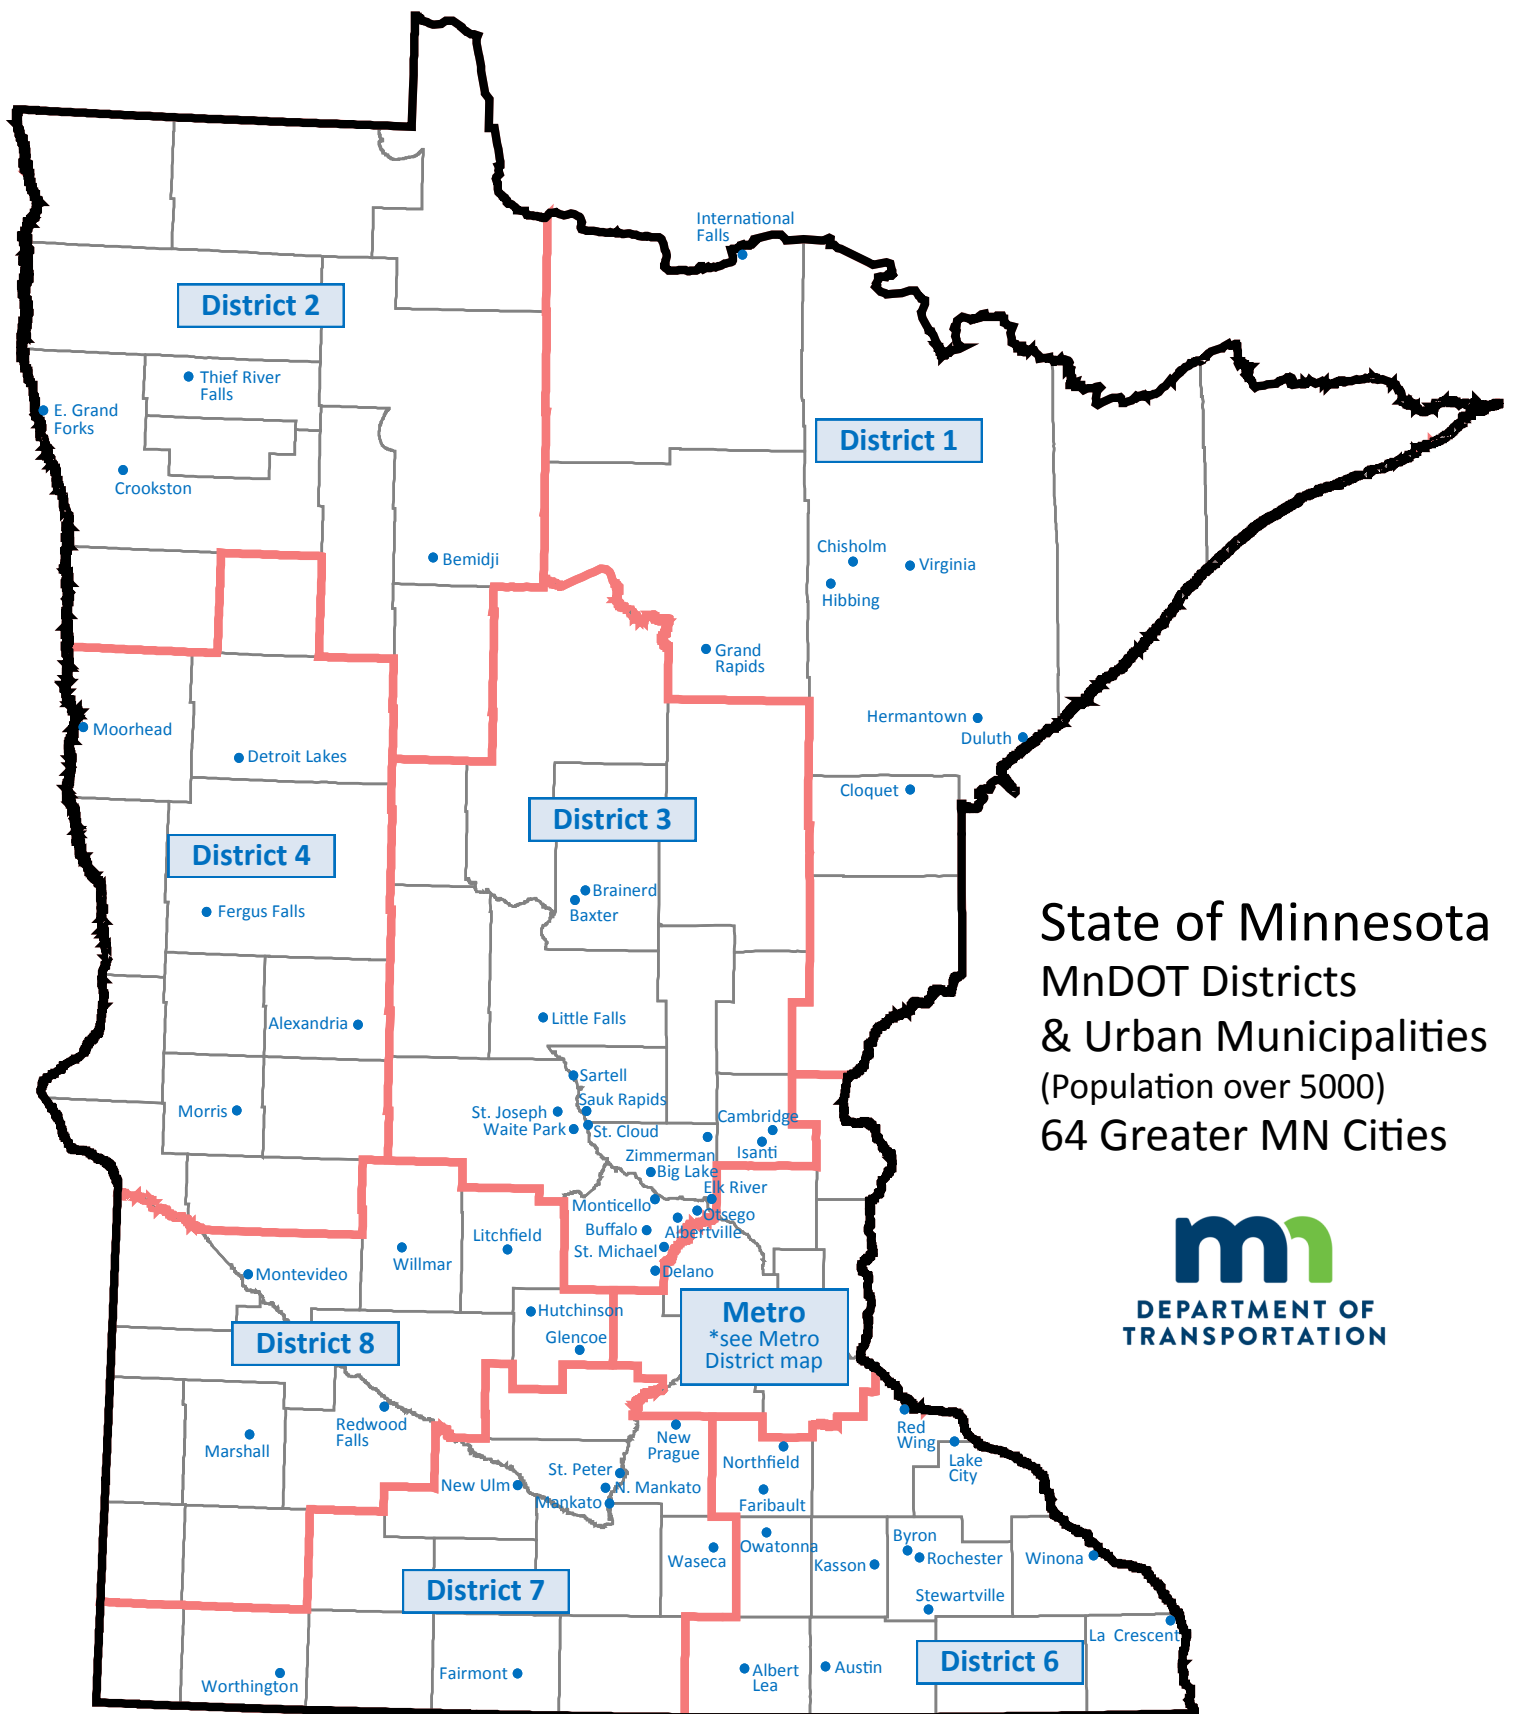 International
Falls
District 2
Thief River
Falls
E. Grand
Forks
District 1
Crookston
Chisholm
Bemidji
Virginia
Hibbing
Grand
Rapids
Hermantown
Moorhead
Duluth
Detroit Lakes
Cloquet
District 3
District 4
Brainerd
Fergus Falls
Baxter
State of Minnesota
MnDOT Districts
& Urban Municipalities
(Population over 5000)
64 Greater MN Cities
Little Falls
Alexandria
Sartell
Sauk Rapids
Morris
St. Joseph
Cambridge
Waite Park
St. Cloud
Isanti
Zimmerman
Big Lake
Elk River
Monticello
Otsego
Buffalo
Albertville
Litchfield
St. Michael
Willmar
Delano
Montevideo
Hutchinson
Metro
*see Metro
District map
Glencoe
District 8
mn
DEPARTMENT OF
TRANSPORTATION
Redwood
Falls
Red
Wing
New
Prague
Marshall
Northfield
Lake
City
St. Peter
New Ulm
N. Mankato
Mankato
Faribault
Byron
Owatonna
Rochester
Winona
Waseca
Kasson
District 7
Stewartville
La Crescent
District 6
Austin
Albert
Lea
Fairmont
Worthington